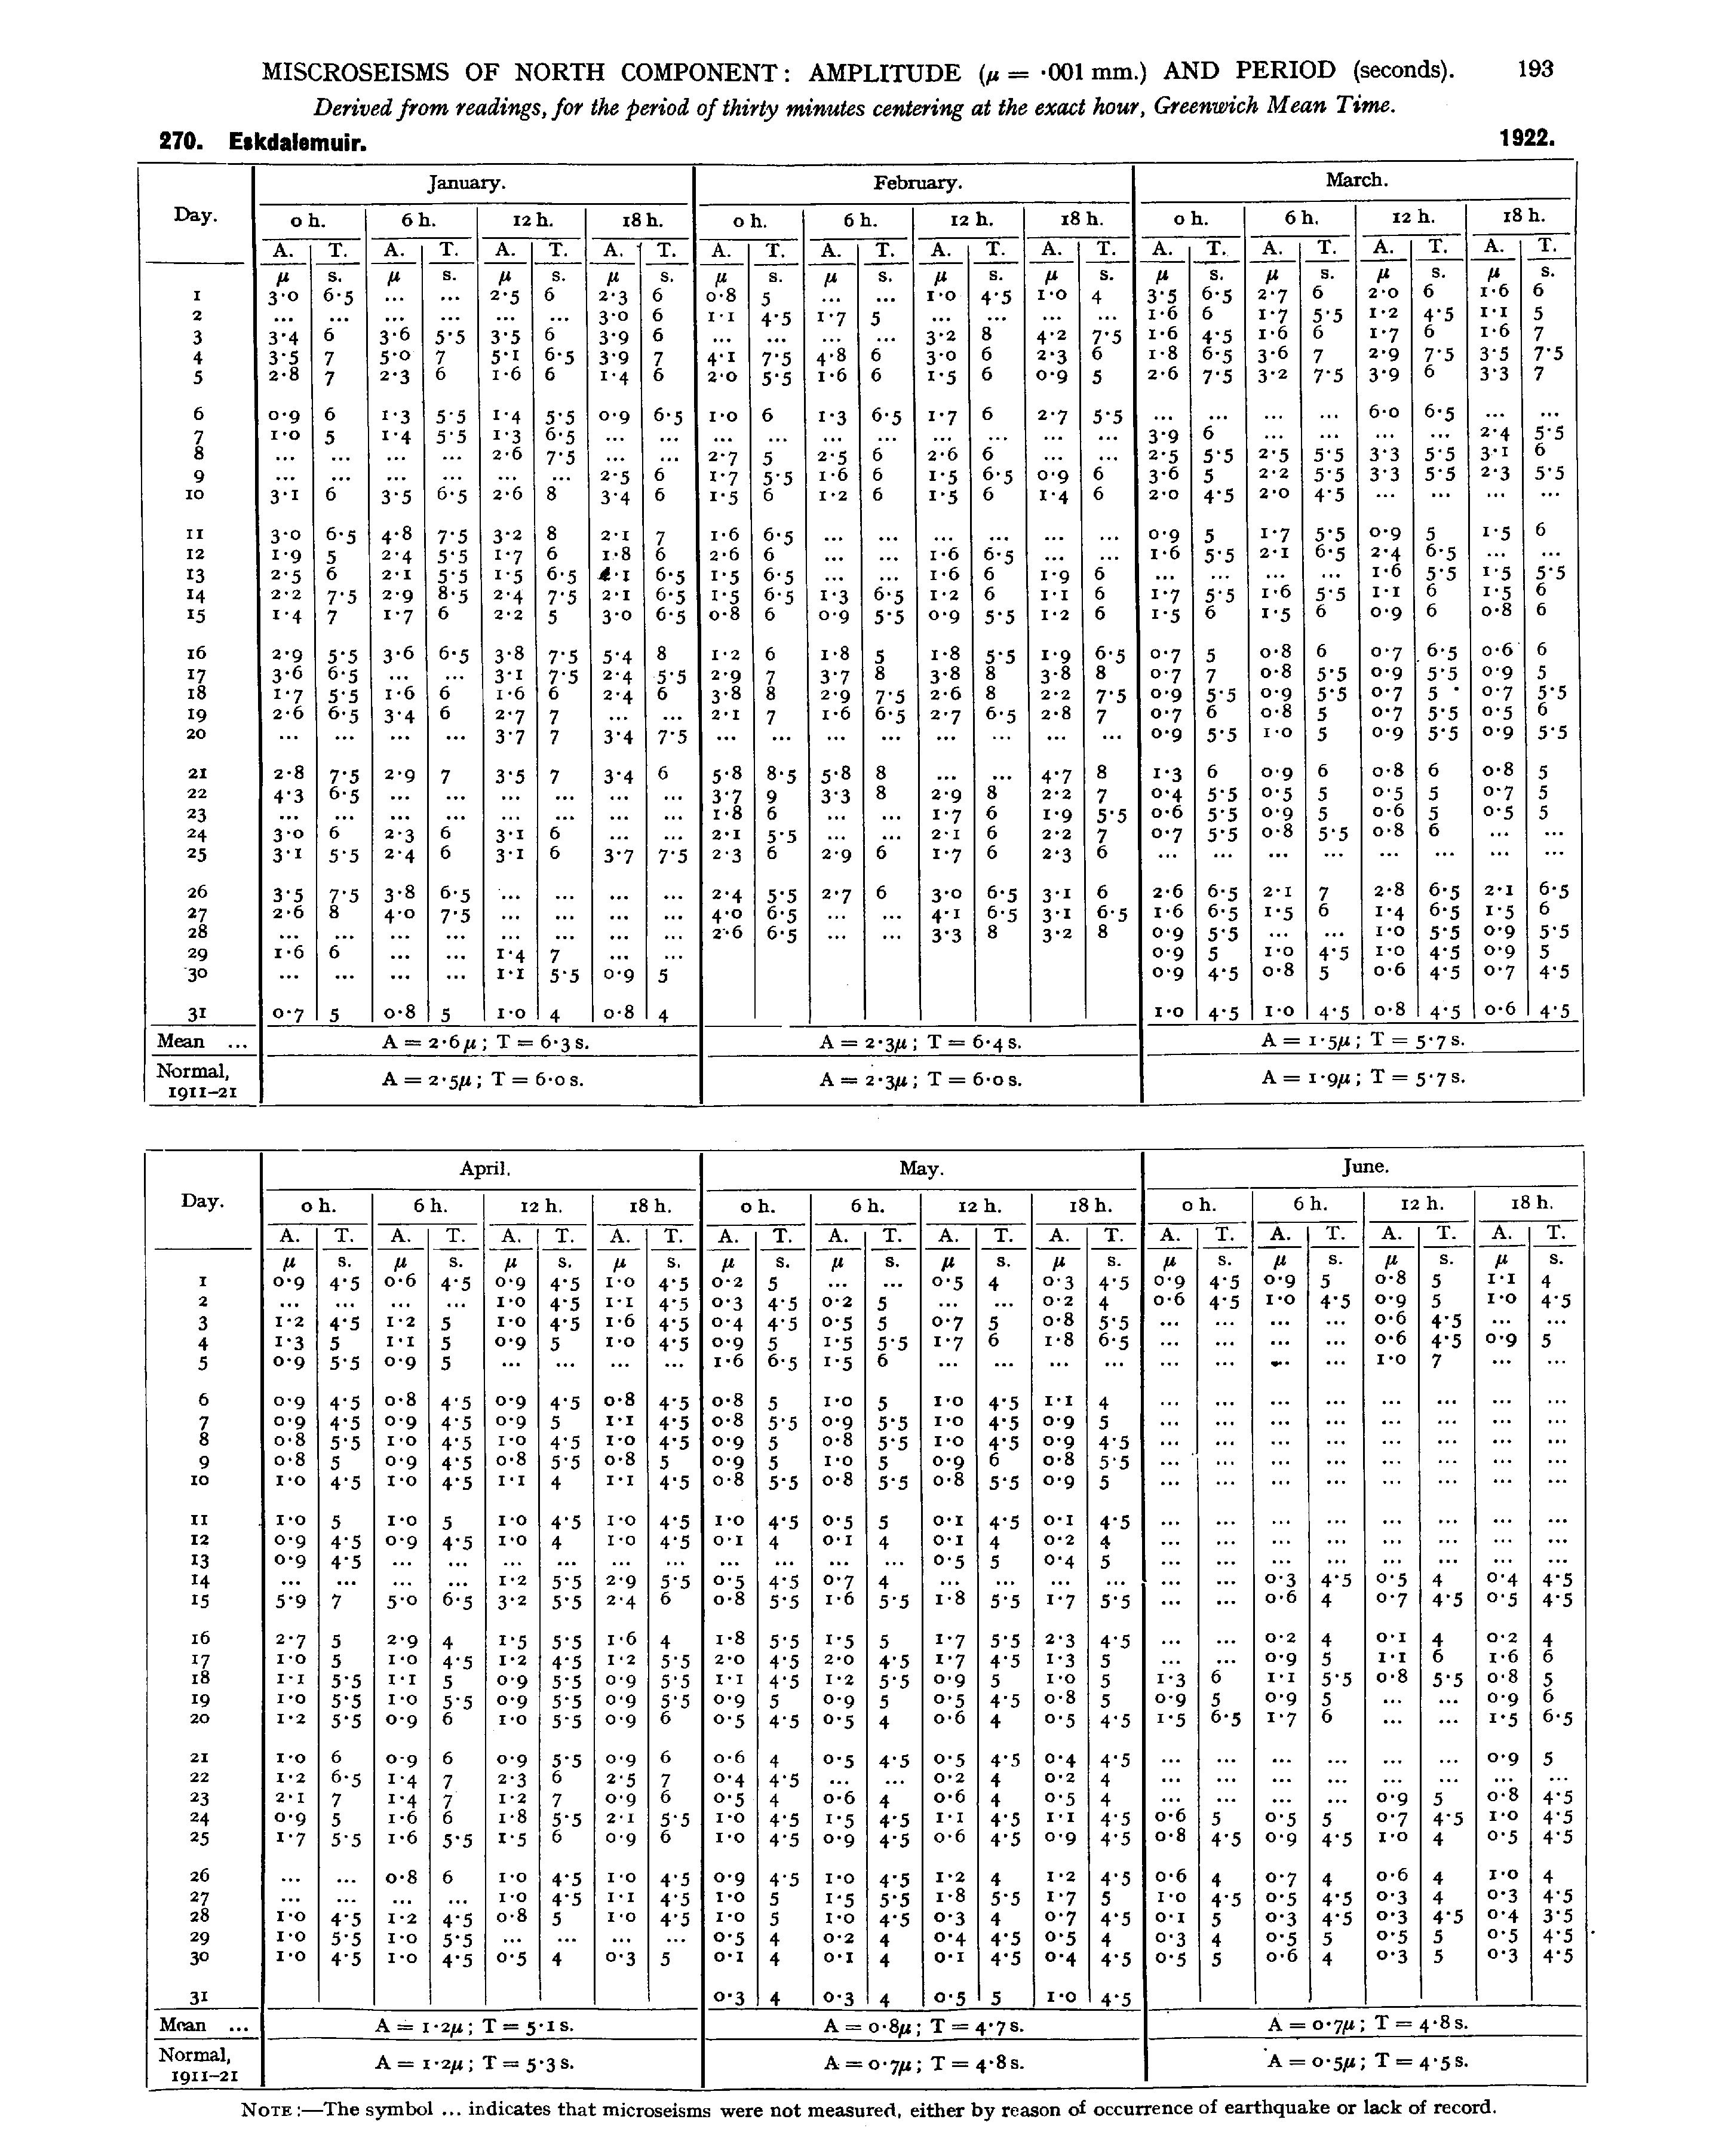 MISCROSEISMS OF NORTH COMPONENT: AMPLITUDE (μ = ·001 mm.) AND PERIOD (seconds). 193
Derived from readings, for the period of thirty minutes centering at the exact hour, Greenwich Mean Time.
270. Eskdalemuir. 1922.
January. February. March.
Day. 0 h. 6 h. 12 h. 18 h. 0 h. 6 h. 12 h. 18 h. 0 h. 6 h. 12 h. 18 h.
A. T. A. T. A. T. A. T. A. T. A. T. A. T. A. T. A. T. A. T. A. T. A. T.
μ s. μ s. μ s. μ s. μ s. μ s. μ s. μ s. μ s. μ s. μ s. μ s.
1 3·0 6·5 ... ... 2·5 6 2·3 6 0·8 5 ... ... 1·0 4·5 1·0 4 3·5 6·5 2·7 6 2·0 6 1·6 6
2 ... ... ... ... ... ... 3·0 6 1·1 4·5 1·7 5 ... ... ... ... 1·6 6 1·7 5·5 1·2 4·5 1·1 5
3 3·4 6 3·6 5·5 3·5 6 3·9 6 ... ... ... ... 3·2 8 4·2 7·5 1·6 4·5 1·6 6 1·7 6 1·6 7
4 3·5 7 5·0 7 5·1 6·5 3·9 7 4·1 7·5 4·8 6 3·0 6 2·3 6 1·8 6·5 3·6 7 2·9 7·5 3·5 7·5
5 2·8 7 2·3 6 1·6 6 1·4 6 2·0 5·5 1·6 6 1·5 6 0·9 5 2·6 7·5 3·2 7·5 3·9 6 3·3 7
6 0·9 6 1·3 5·5 1·4 5·5 0·9 6·5 1·0 6 1·3 6·5 1·7 6 2·7 5·5 ... ... ... ... 6·0 6·5 ... ...
7 1·0 5 1·4 5·5 1·3 6·5 ... ... ... ... ... ... ... ... ... ... 3·9 6 ... ... ... ... 2·4 5·5
8 ... ... ... ... 2·6 7·5 ... ... 2·7 5 2·5 6 2·6 6 ... ... 2·5 5·5 2·5 5·5 3·3 5·5 3·1 6
9 ... ... ... ... ... ... 2·5 6 1·7 5·5 1·6 6 1·5 6·5 0·9 6 3·6 5 2·2 5·5 3·3 5·5 2·3 5·5
10 3·1 6 3·5 6·5 2·6 8 3·4 6 1·5 6 1·2 6 1·5 6 1·4 6 2·0 4·5 2·0 4·5 ... ... ... ...
11 3·0 6·5 4·8 7·5 3·2 8 2·1 7 1·6 6·5 ... ... ... ... ... ... 0·9 5 1·7 5·5 0·9 5 1·5 6
12 1·9 5 2·4 5·5 1·7 6 1·8 6 2·6 6 ... ... 1·6 6·5 ... ... 1·6 5·5 2·1 6·5 2·4 6·5 ... ...
13 2·5 6 2·1 5·5 1·5 6·5 ·1 6·5 1·5 6·5 ... ... 1·6 6 1·9 6 ... ... ... ... 1·6 5·5 1·5 5·5
14 2·2 7·5 2·9 8·5 2·4 7·5 2·1 6·5 1·5 6·5 1·3 6·5 1·2 6 1·1 6 1·7 5·5 1·6 5·5 1·1 6 1·5 6
15 1·4 7 1·7 6 2·2 5 3·0 6·5 0·8 6 0·9 5·5 0·9 5·5 1·2 6 1·5 6 1·5 6 0·9 6 0·8 6
16 2·9 5·5 3·6 6·5 3·8 7·5 5·4 8 1·2 6 1·8 5 1·8 5·5 1·9 6·5 0·7 5 0·8 6 0·7 6·5 0·6 6
17 3·6 6·5 ... ... 3·1 7·5 2·4 5·5 2·9 7 3·7 8 3·8 8 3·8 8 0·7 7 0·8 5·5 0·9 5·5 0·9 5
18 1·7 5·5 1·6 6 1·6 6 2·4 6 3·8 8 2·9 7·5 2·6 8 2·2 7·5 0·9 5·5 0·9 5·5 0·7 5 0·7 5·5
19 2·6 6·5 3·4 6 2·7 7 ... ... 2·1 7 1·6 6·5 2·7 6·5 2·8 7 0·7 6 0·8 5 0·7 5·5 0·5 6
20 ... ... ... ... 3·7 7 3·4 7·5 ... ... ... ... ... ... ... ... 0·9 5·5 1·0 5 0·9 5·5 0·9 5·5
21 2·8 7·5 2·9 7 3·5 7 3·4 6 5·8 8·5 5·8 8 ... ... 4·7 8 1·3 6 0·9 6 0·8 6 0·8 5
22 4·3 6·5 ... ... ... ... ... ... 3·7 9 3·3 8 2·9 8 2·2 7 0·4 5·5 0·5 5 0·5 5 0·7 5
23 ... ... ... ... ... ... ... ... 1·8 6 ... ... 1·7 6 1·9 5·5 0·6 5·5 0·9 5 0·6 5 0·5 5
24 3·0 6 2·3 6 3·1 6 ... ... 2·1 5·5 ... ... 2·1 6 2·2 7 0·7 5·5 0·8 5·5 0·8 6 ... ...
25 3·1 5·5 2·4 6 3·1 6 3·7 7·5 2·3 6 2·9 6 1·7 6 2·3 6 ... ... ... ... ... ... ... ...
26 3·5 7·5 3·8 6·5 ... ... ... ... 2·4 5·5 2·7 6 3·0 6·5 3·1 6 2·6 6·5 2·1 7 2·8 6·5 2·1 6·5
27 2·6 8 4·0 7·5 ... ... ... ... 4·0 6·5 ... ... 4·1 6·5 3·1 6·5 1·6 6·5 1·5 6 1·4 6·5 1·5 6
28 ... ... ... ... ... ... ... ... 2·6 6·5 ... ... 3·3 8 3·2 8 0·9 5·5 ... ... 1·0 5·5 0·9 5·5
29 1·6 6 ... ... 1·4 7 ... ... 0·9 5 1·0 4·5 1·0 4·5 0·9 5
30 ... ... ... ... 1·1 5·5 0·9 5 0·9 4·5 0·8 5 0·6 4·5 0·7 4·5
31 0·7 5 0·8 5 1·0 4 0·8 4 1·0 4·5 1·0 4·5 0·8 4·5 0·6 4·5
Mean ... A = 2·6μ; T = 6·3 s. A = 2·3μ; T = 6·4 s. A = 1·5μ; T = 5·7 s.
Normal, 1911–21 A = 2·5μ; T = 6·0 s. A = 2·3μ; T = 6·0 s. A = 1·9μ; T = 5·7 s.
April. May. June.
Day. 0 h. 6 h. 12 h. 18 h. 0 h. 6 h. 12 h. 18 h. 0 h. 6 h. 12 h. 18 h.
A. T. A. T. A. T. A. T. A. T. A. T. A. T. A. T. A. T. A. T. A. T. A. T.
μ s. μ s. μ s. μ s. μ s. μ s. μ s. μ s. μ s. μ s. μ s. μ s.
1 0·9 4·5 0·6 4·5 0·9 4·5 1·0 4·5 0·2 5 ... ... 0·5 4 0·3 4·5 0·9 4·5 0·9 5 0·8 5 1·1 4
2 ... ... ... ... 1·0 4·5 1·1 4·5 0·3 4·5 0·2 5 ... ... 0·2 4 0·6 4·5 1·0 4·5 0·9 5 1·0 4·5
3 1·2 4·5 1·2 5 1·0 4·5 1·6 4·5 0·4 4·5 0·5 5 0·7 5 0·8 5·5 ... ... ... ... 0·6 4·5 ... ...
4 1·3 5 1·1 5 0·9 5 1·0 4·5 0·9 5 1·5 5·5 1·7 6 1·8 6·5 ... ... ... ... 0·6 4·5 0·9 5
5 0·9 5·5 0·9 5 ... ... ... ... 1·6 6·5 1·5 6 ... ... ... ... ... ... ... ... 1·0 7 ... ...
6 0·9 4·5 0·8 4·5 0·9 4·5 0·8 4·5 0·8 5 1·0 5 1·0 4·5 1·1 4 ... ... ... ... ... ... ... ...
7 0·9 4·5 0·9 4·5 0·9 5 1·1 4·5 0·8 5·5 0·9 5·5 1·0 4·5 0·9 5 ... ... ... ... ... ... ... ...
8 0·8 5·5 1·0 4·5 1·0 4·5 1·0 4·5 0·9 5 0·8 5·5 1·0 4·5 0·9 4·5 ... ... ... ... ... ... ... ...
9 0·8 5 0·9 4·5 0·8 5·5 0·8 5 0·9 5 1·0 5 0·9 6 0·8 5·5 ... ... ... ... ... ... ... ...
10 1·0 4·5 1·0 4·5 1·1 4 1·1 4·5 0·8 5·5 0·8 5·5 0·8 5·5 0·9 5 ... ... ... ... ... ... ... ...
11 1·0 5 1·0 5 1·0 4·5 1·0 4·5 1·0 4·5 0·5 5 0·1 4·5 0·1 4·5 ... ... ... ... ... ... ... ...
12 0·9 4·5 0·9 4·5 1·0 4 1·0 4·5 0·1 4 0·1 4 0·1 4 0·2 4 ... ... ... ... ... ... ... ...
13 0·9 4·5 ... ... ... ... ... ... ... ... ... ... 0·5 5 0·4 5 ... ... ... ... ... ... ... ...
14 ... ... ... ... 1·2 5·5 2·9 5·5 0·5 4·5 0·7 4 ... ... ... ... ... ... 0·3 4·5 0·5 4 0·4 4·5
15 5·9 7 5·0 6·5 3·2 5·5 2·4 6 0·8 5·5 1·6 5·5 1·8 5·5 1·7 5·5 ... ... 0·6 4 0·7 4·5 0·5 4·5
16 2·7 5 2·9 4 1·5 5·5 1·6 4 1·8 5·5 1·5 5 1·7 5·5 2·3 4·5 ... ... 0·2 4 0·1 4 0·2 4
17 1·0 5 1·0 4·5 1·2 4·5 1·2 5·5 2·0 4·5 2·0 4·5 1·7 4·5 1·3 5 ... ... 0·9 5 1·1 6 1·6 6
18 1·1 5·5 1·1 5 0·9 5·5 0·9 5·5 1·1 4·5 1·2 5·5 0·9 5 1·0 5 1·3 6 1·1 5·5 0·8 5·5 0·8 5
19 1·0 5·5 1·0 5·5 0·9 5·5 0·9 5·5 0·9 5 0·9 5 0·5 4·5 0·8 5 0·9 5 0·9 5 ... ... 0·9 6
20 1·2 5·5 0·9 6 1·0 5·5 0·9 6 0·5 4·5 0·5 4 0·6 4 0·5 4·5 1·5 6·5 1·7 6 ... ... 1·5 6·5
21 1·0 6 0·9 6 0·9 5·5 0·9 6 0·6 4 0·5 4·5 0·5 4·5 0·4 4·5 ... ... ... ... ... ... 0·9 5
22 1·2 6·5 1·4 7 2·3 6 2·5 7 0·4 4·5 ... ... 0·2 4 0·2 4 ... ... ... ... ... ... ... ...
23 2·1 7 1·4 7 1·2 7 0·9 6 0·5 4 0·6 4 0·6 4 0·5 4 ... ... ... ... 0·9 5 0·8 4·5
24 0·9 5 1·6 6 1·8 5·5 2·1 5·5 1·0 4·5 1·5 4·5 1·1 4·5 1·1 4·5 0·6 5 0·5 5 0·7 4·5 1·0 4·5
25 1·7 5·5 1·6 5·5 1·5 6 0·9 6 1·0 4·5 0·9 4·5 0·6 4·5 0·9 4·5 0·8 4·5 0·9 4·5 1·0 4 0·5 4·5
26 ... ... 0·8 6 1·0 4·5 1·0 4·5 0·9 4·5 1·0 4·5 1·2 4 1·2 4·5 0·6 4 0·7 4 0·6 4 1·0 4
27 ... ... ... ... 1·0 4·5 1·1 4·5 1·0 5 1·5 5·5 1·8 5·5 1·7 5 1·0 4·5 0·5 4·5 0·3 4 0·3 4·5
28 1·0 4·5 1·2 4·5 0·8 5 1·0 4·5 1·0 5 1·0 4·5 0·3 4 0·7 4·5 0·1 5 0·3 4·5 0·3 4·5 0·4 3·5
29 1·0 5·5 1·0 5·5 ... ... ... ... 0·5 4 0·2 4 0·4 4·5 0·5 4 0·3 4 0·5 5 0·5 5 0·5 4·5
30 1·0 4·5 1·0 4·5 0·5 4 0·3 5 0·1 4 0·1 4 0·1 4·5 0·4 4·5 0·5 5 0·6 4 0·3 5 0·3 4·5
31 0·3 4 0·3 4 0·5 5 1·0 4·5
Mean ... A = 1·2μ; T = 5·1 s. A = 0·8μ; T = 4·7 s. A = 0·7μ; T = 4·8 s.
Normal, 1911–21 A = 1·2μ; T = 5·3 s. A = 0·7μ; T = 4·8 s. A = 0·5μ; T = 4·5 s.
NOTE:—The symbol ... indicates that microseisms were not measured, either by reason of occurrence of earthquake or lack of record.